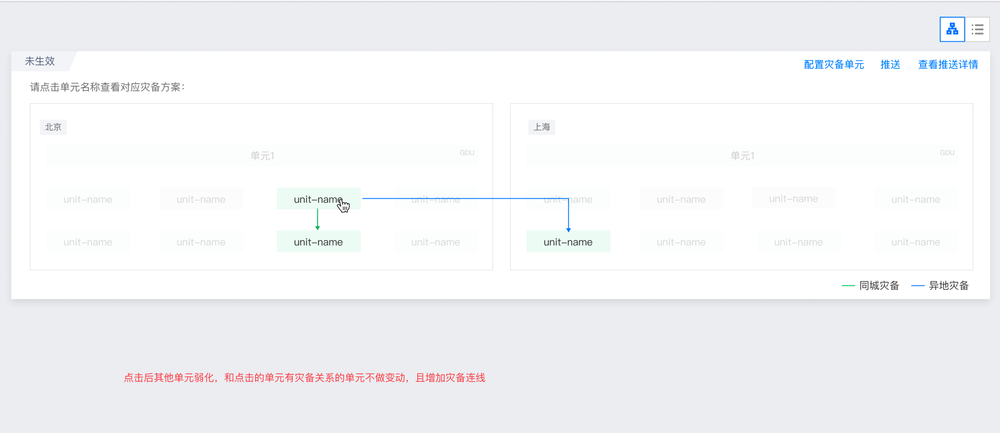 未生效
配置灾备单元 推送 查看推送详情
请点击单元名称查看对应灾备方案：
北京
单元1 GDU
unit-name unit-name unit-name unit-name
unit-name unit-name unit-name unit-name
上海
单元1 GDU
unit-name unit-name unit-name unit-name
unit-name unit-name unit-name unit-name
同城灾备 异地灾备
点击后其他单元弱化，和点击的单元有灾备关系的单元不做变动，且增加灾备连线